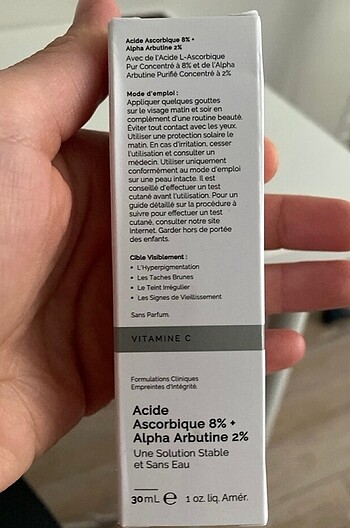 Acide Ascorbique 8% +
Alpha Arbutine 2%
Avec de l'Acide L-Ascorbique
Pur Concentré à 8% et de l'Alpha
Arbutine Purifié Concentré à 2%
Mode d'emploi :
Appliquer quelques gouttes
sur le visage matin et soir en
complément d'une routine beauté.
Éviter tout contact avec les yeux.
Utiliser une protection solaire le
matin. En cas d'irritation, cesser
l'utilisation et consulter un
médecin. Utiliser uniquement
conformément au mode d'emploi
sur une peau intacte. Il est
conseillé d'effectuer un test
cutané avant l'utilisation. Pour un
guide détaillé sur la procédure à
suivre pour effectuer un test
cutané, consulter notre site
Internet. Garder hors de portée
des enfants.
Cible Visiblement :
• L'Hyperpigmentation
• Les Taches Brunes
• Le Teint Irrégulier
• Les Signes de Vieillissement
Sans Parfum.
VITAMINE C
Formulations Cliniques
Empreintes d'Intégrité.
Acide
Ascorbique 8% +
Alpha Arbutine 2%
Une Solution Stable
et Sans Eau
30 mL ℮ 1 oz. liq. Amér.